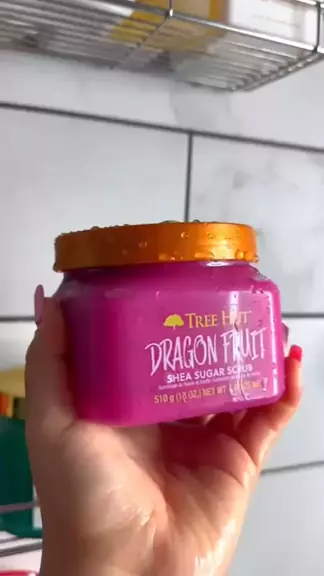 TREE HUT
DRAGON FRUIT
SHEA SUGAR SCRUB
510 g (18 OZ.) NET WT